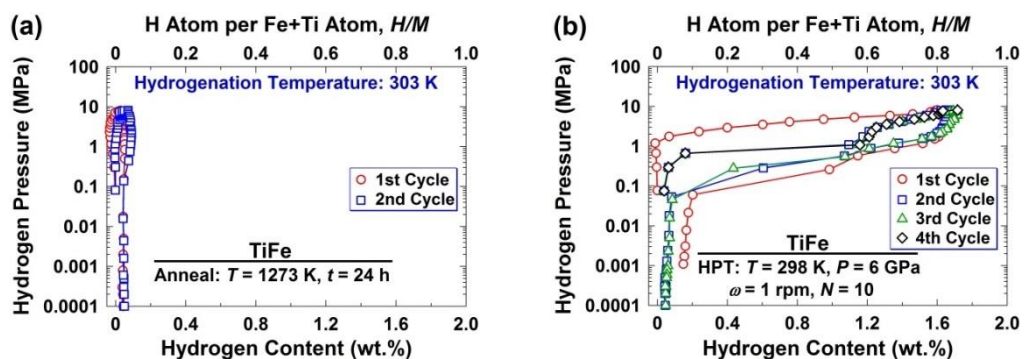 (a)
H Atom per Fe+Ti Atom, H/M
0 0.2 0.4 0.6 0.8 1.0
Hydrogen Pressure (MPa)
100
10
1
0.1
0.01
0.001
0.0001
Hydrogenation Temperature: 303 K
1st Cycle
2nd Cycle
TiFe
Anneal: T = 1273 K, t = 24 h
0 0.4 0.8 1.2 1.6 2.0
Hydrogen Content (wt.%)
(b)
H Atom per Fe+Ti Atom, H/M
0 0.2 0.4 0.6 0.8 1.0
Hydrogen Pressure (MPa)
100
10
1
0.1
0.01
0.001
0.0001
Hydrogenation Temperature: 303 K
1st Cycle
2nd Cycle
3rd Cycle
4th Cycle
TiFe
HPT: T = 298 K, P = 6 GPa
ω = 1 rpm, N = 10
0 0.4 0.8 1.2 1.6 2.0
Hydrogen Content (wt.%)